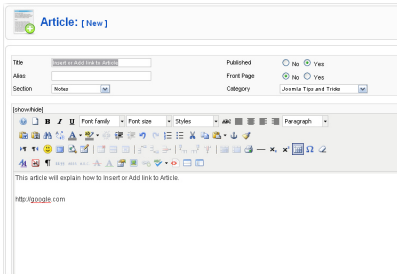 Article: [ New ]
Title Insert or Add link to Article Published No Yes
Alias Front Page No Yes
Section Notes Category Joomla Tips and Tricks
[show/hide]
B I U Font family Font size Styles ABC Paragraph
This article will explain how to Insert or Add link to Article.
http://google.com